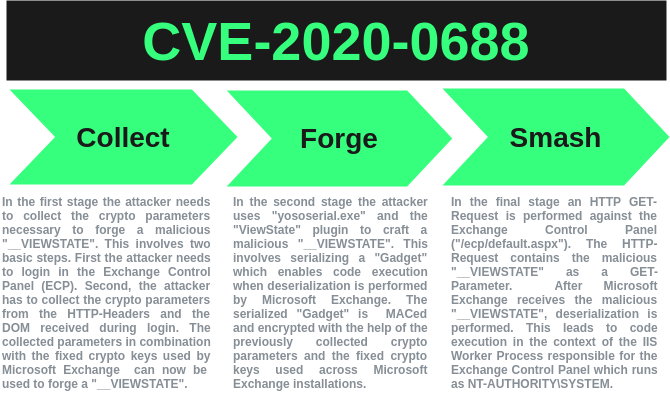 CVE-2020-0688
Collect
Forge
Smash
In the first stage the attacker needs
to collect the crypto parameters
necessary to forge a malicious
"__VIEWSTATE". This involves two
basic steps. First the attacker needs
to login in the Exchange Control
Panel (ECP). Second, the attacker
has to collect the crypto parameters
from the HTTP-Headers and the
DOM received during login. The
collected parameters in combination
with the fixed crypto keys used by
Microsoft Exchange can now be
used to forge a "__VIEWSTATE".
In the second stage the attacker
uses "yososerial.exe" and the
"ViewState" plugin to craft a
malicious "__VIEWSTATE". This
involves serializing a "Gadget"
which enables code execution
when deserialization is performed
by Microsoft Exchange. The
serialized "Gadget" is MACed
and encrypted with the help of the
previously collected crypto
parameters and the fixed crypto
keys used across Microsoft
Exchange installations.
In the final stage an HTTP GET-
Request is performed against the
Exchange Control Panel
("/ecp/default.aspx"). The HTTP-
Request contains the malicious
"__VIEWSTATE" as a GET-
Parameter. After Microsoft
Exchange receives the malicious
"__VIEWSTATE", deserialization is
performed. This leads to code
execution in the context of the IIS
Worker Process responsible for the
Exchange Control Panel which runs
as NT-AUTHORITY\SYSTEM.